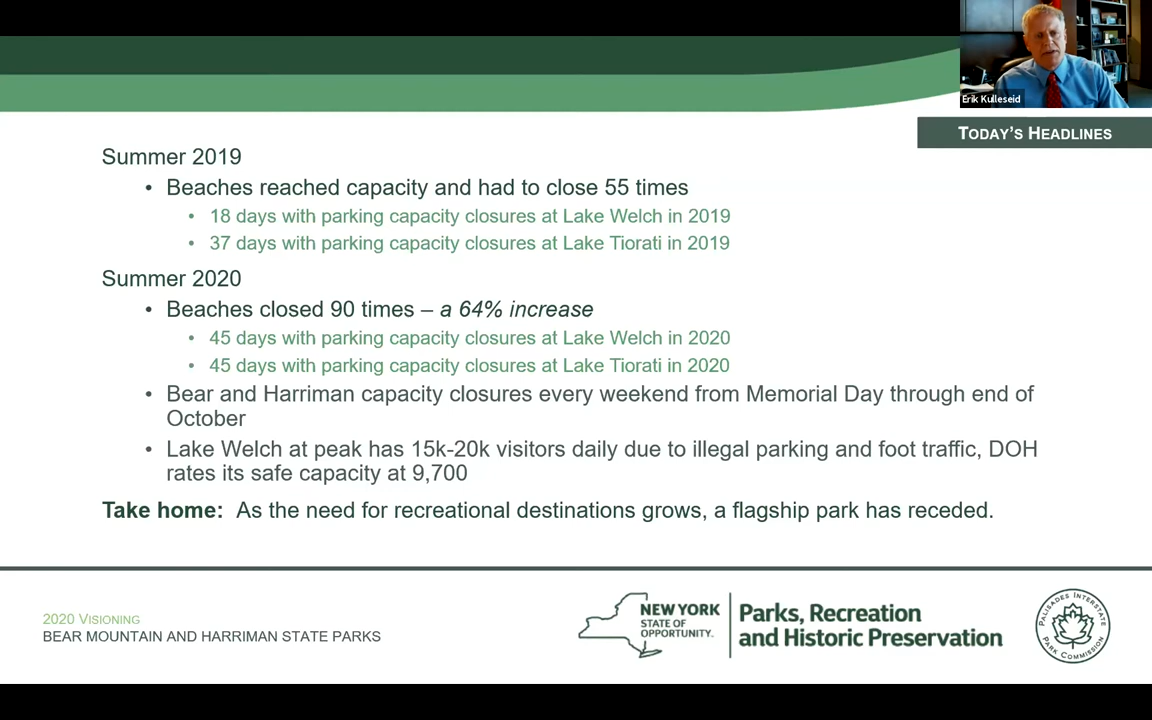 Erik Kulleseid
TODAY'S HEADLINES
Summer 2019
• Beaches reached capacity and had to close 55 times
• 18 days with parking capacity closures at Lake Welch in 2019
• 37 days with parking capacity closures at Lake Tiorati in 2019
Summer 2020
• Beaches closed 90 times – a 64% increase
• 45 days with parking capacity closures at Lake Welch in 2020
• 45 days with parking capacity closures at Lake Tiorati in 2020
• Bear and Harriman capacity closures every weekend from Memorial Day through end of
October
• Lake Welch at peak has 15k-20k visitors daily due to illegal parking and foot traffic, DOH
rates its safe capacity at 9,700
Take home: As the need for recreational destinations grows, a flagship park has receded.
2020 VISIONING
BEAR MOUNTAIN AND HARRIMAN STATE PARKS
NEW YORK
STATE OF
OPPORTUNITY.
Parks, Recreation
and Historic Preservation
PALISADES INTERSTATE
PARK COMMISSION